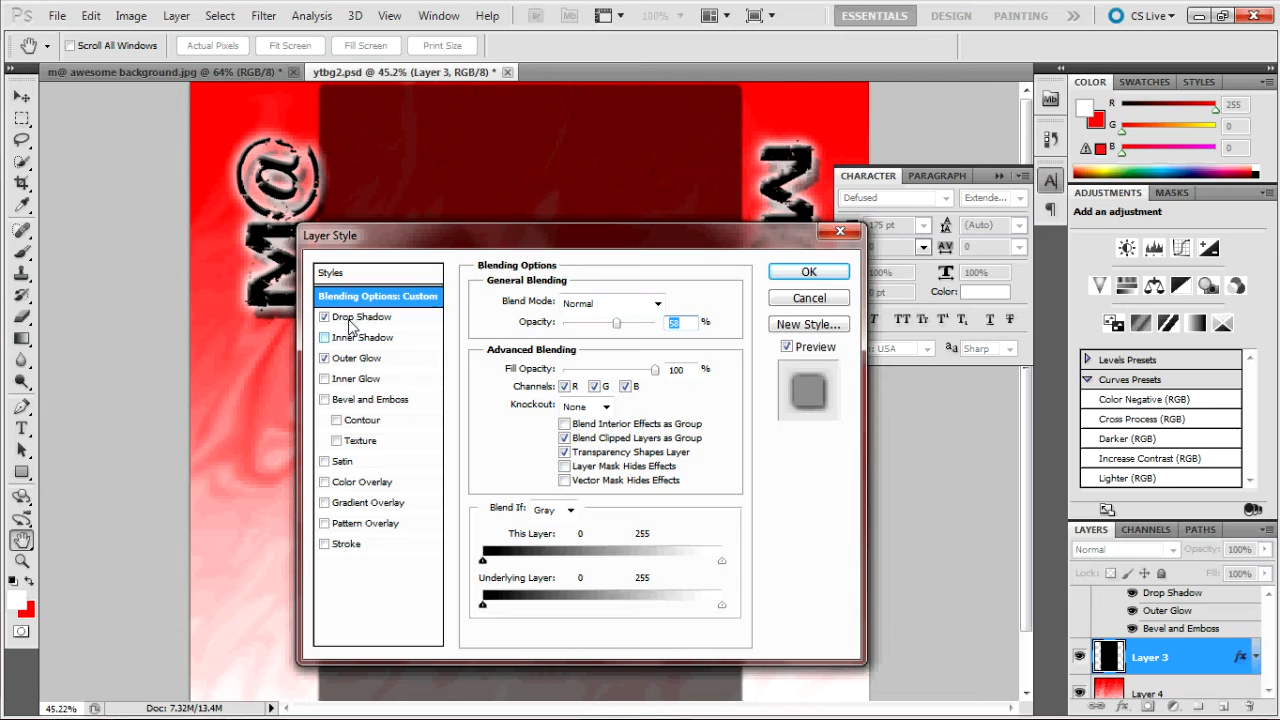 Ps File Edit Image Layer Select Filter Analysis 3D View Window Help Br Mb 100% ESSENTIALS DESIGN PAINTING CS Live
Scroll All Windows Actual Pixels Fit Screen Fill Screen Print Size
m@ awesome background.jpg @ 64% (RGB/8) * ytbg2.psd @ 45.2% (Layer 3, RGB/8) *
COLOR SWATCHES STYLES
Mb
R 255
G 0
B 0
M@
M
CHARACTER PARAGRAPH
Defused Extende...
175 pt (Auto)
0 0
100% 100%
0 pt Color:
T TT Tr T' T, T T
: USA Sharp
ADJUSTMENTS MASKS
Add an adjustment
Levels Presets
Curves Presets
Color Negative (RGB)
Cross Process (RGB)
Darker (RGB)
Increase Contrast (RGB)
Lighter (RGB)
Layer Style
Styles
Blending Options: Custom
Drop Shadow
Inner Shadow
Outer Glow
Inner Glow
Bevel and Emboss
Contour
Texture
Satin
Color Overlay
Gradient Overlay
Pattern Overlay
Stroke
Blending Options
General Blending
Blend Mode: Normal
Opacity: 58 %
Advanced Blending
Fill Opacity: 100 %
Channels: R G B
Knockout: None
Blend Interior Effects as Group
Blend Clipped Layers as Group
Transparency Shapes Layer
Layer Mask Hides Effects
Vector Mask Hides Effects
Blend If: Gray
This Layer: 0 255
Underlying Layer: 0 255
OK
Cancel
New Style...
Preview
LAYERS CHANNELS PATHS
Normal Opacity: 100%
Lock: Fill: 100%
Drop Shadow
Outer Glow
Bevel and Emboss
Layer 3 fx
Layer 4
45.22% Doc: 7.32M/13.4M